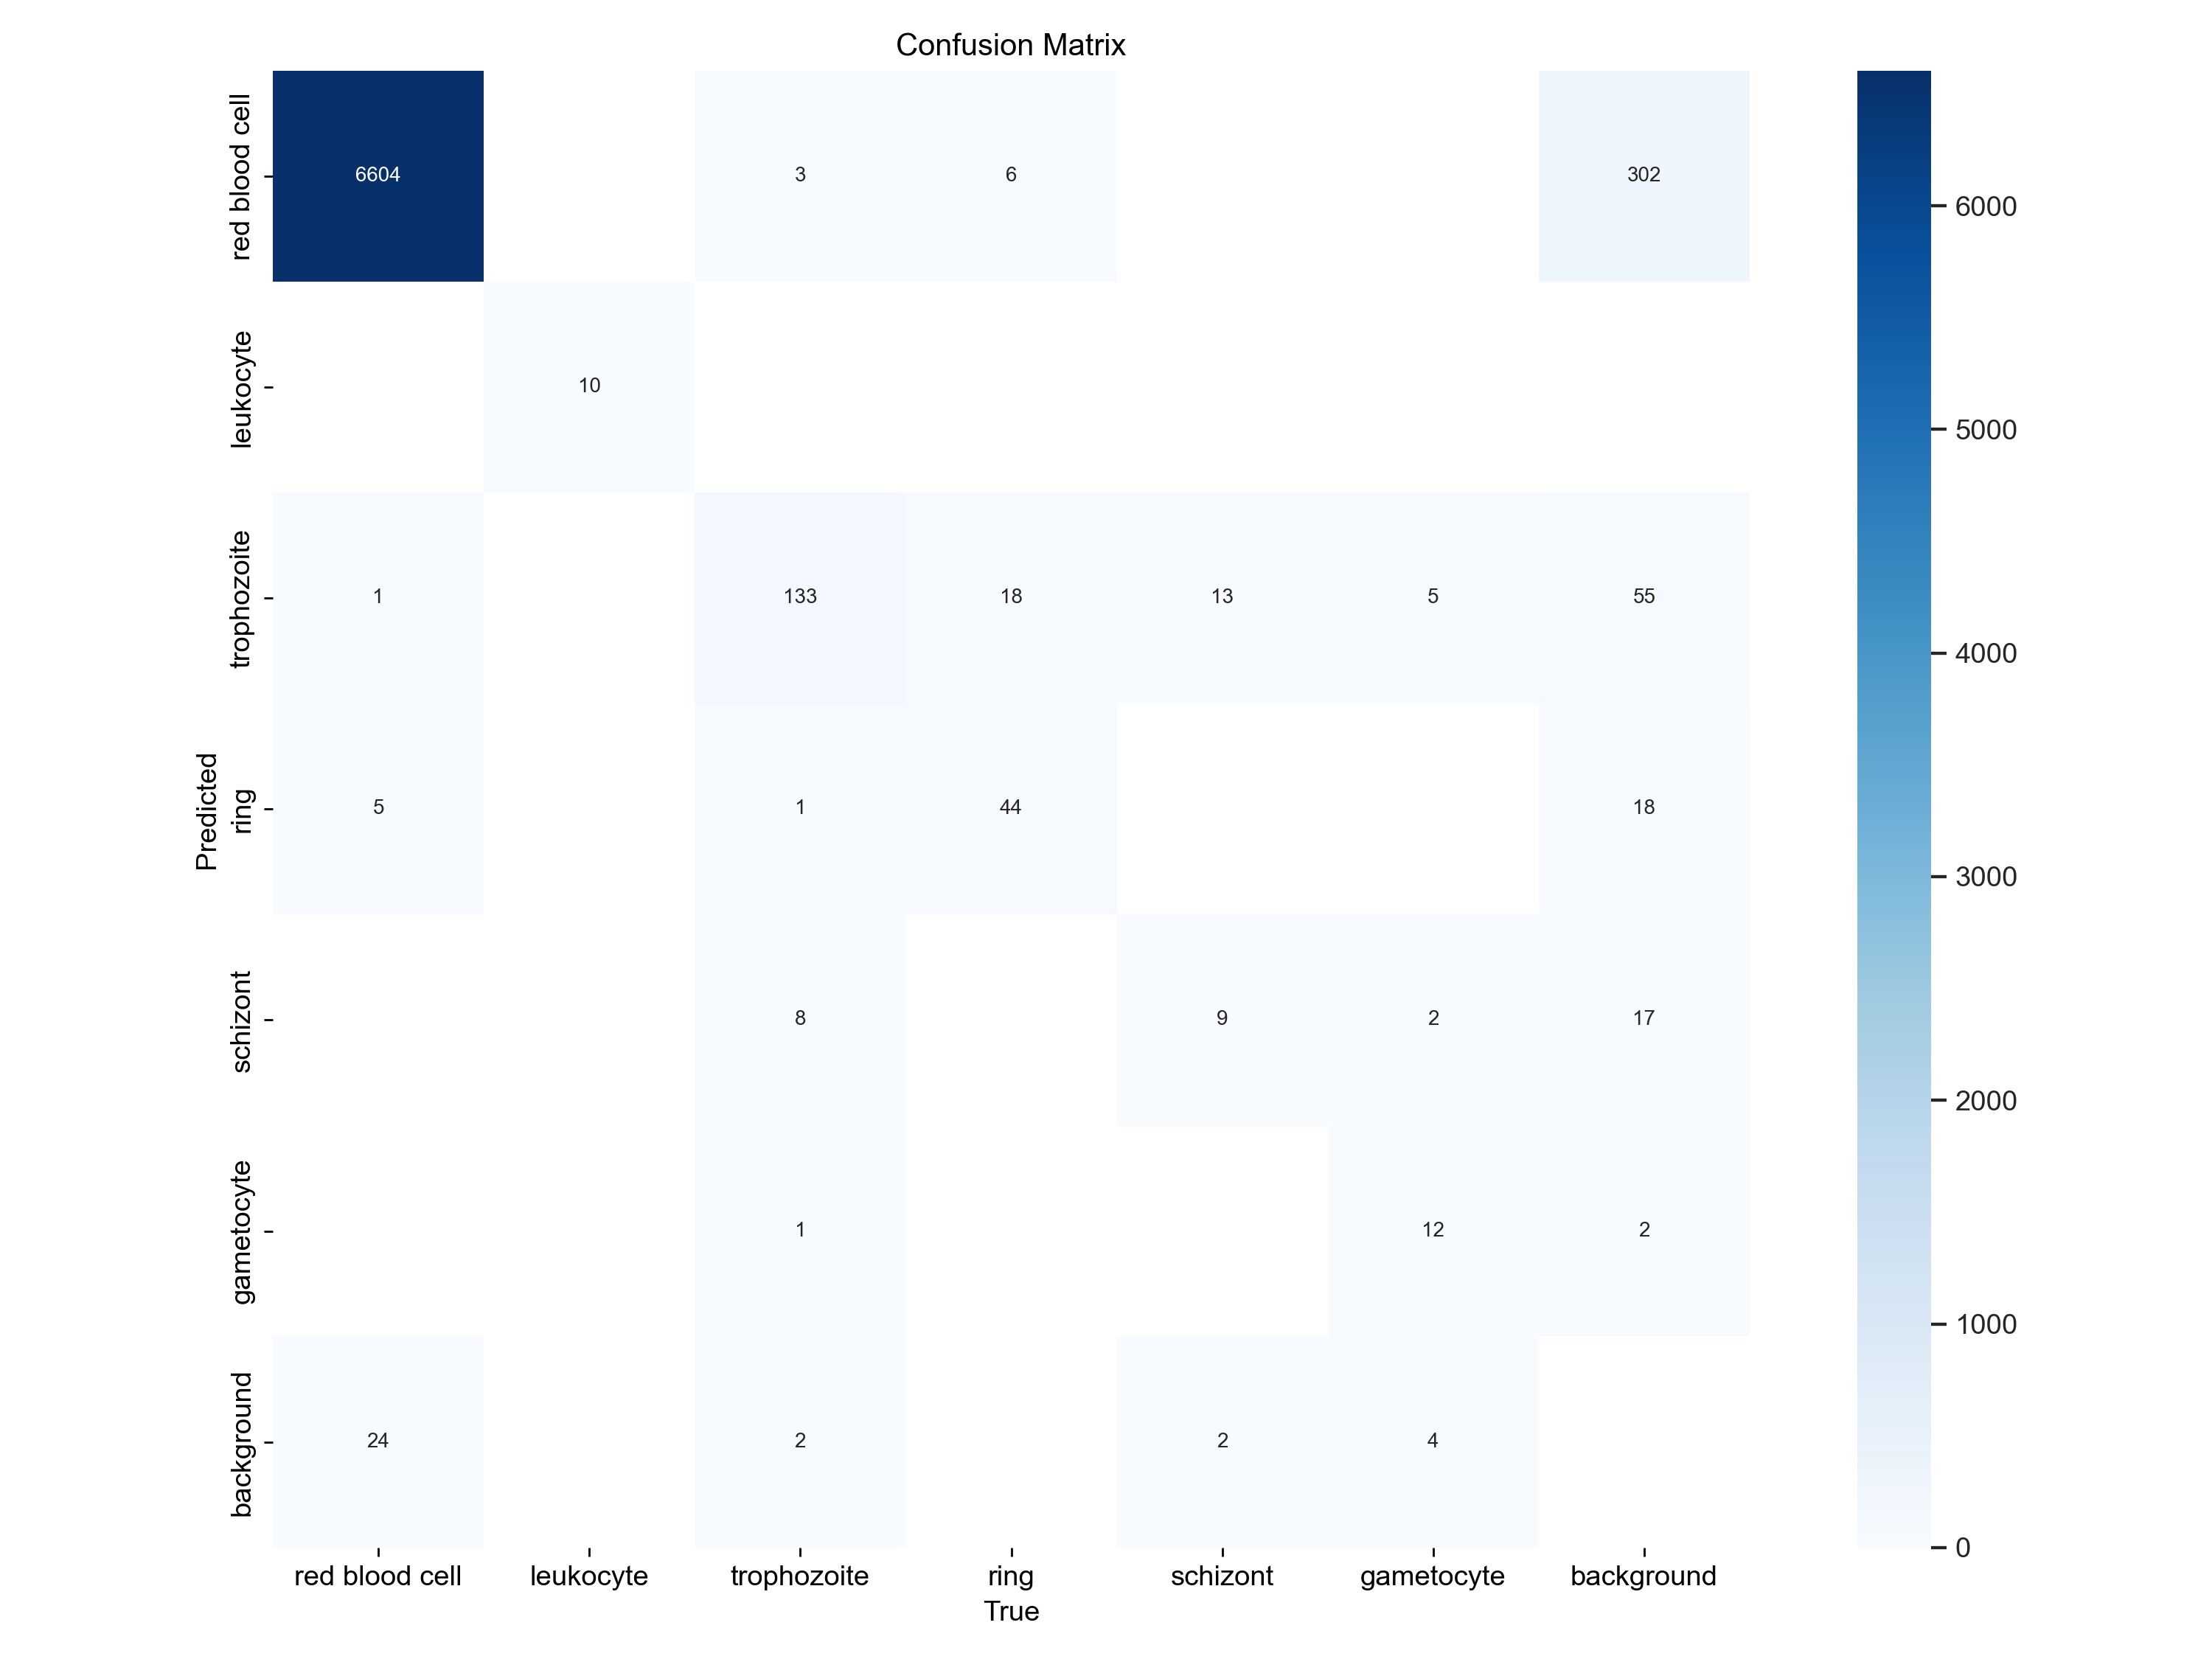 Confusion Matrix
red blood cell 6604 3 6 302
leukocyte 10
trophozoite 1 133 18 13 5 55
ring 5 1 44 18
schizont 8 9 2 17
gametocyte 1 12 2
background 24 2 2 4
Predicted
red blood cell leukocyte trophozoite ring schizont gametocyte background
True
6000
5000
4000
3000
2000
1000
0